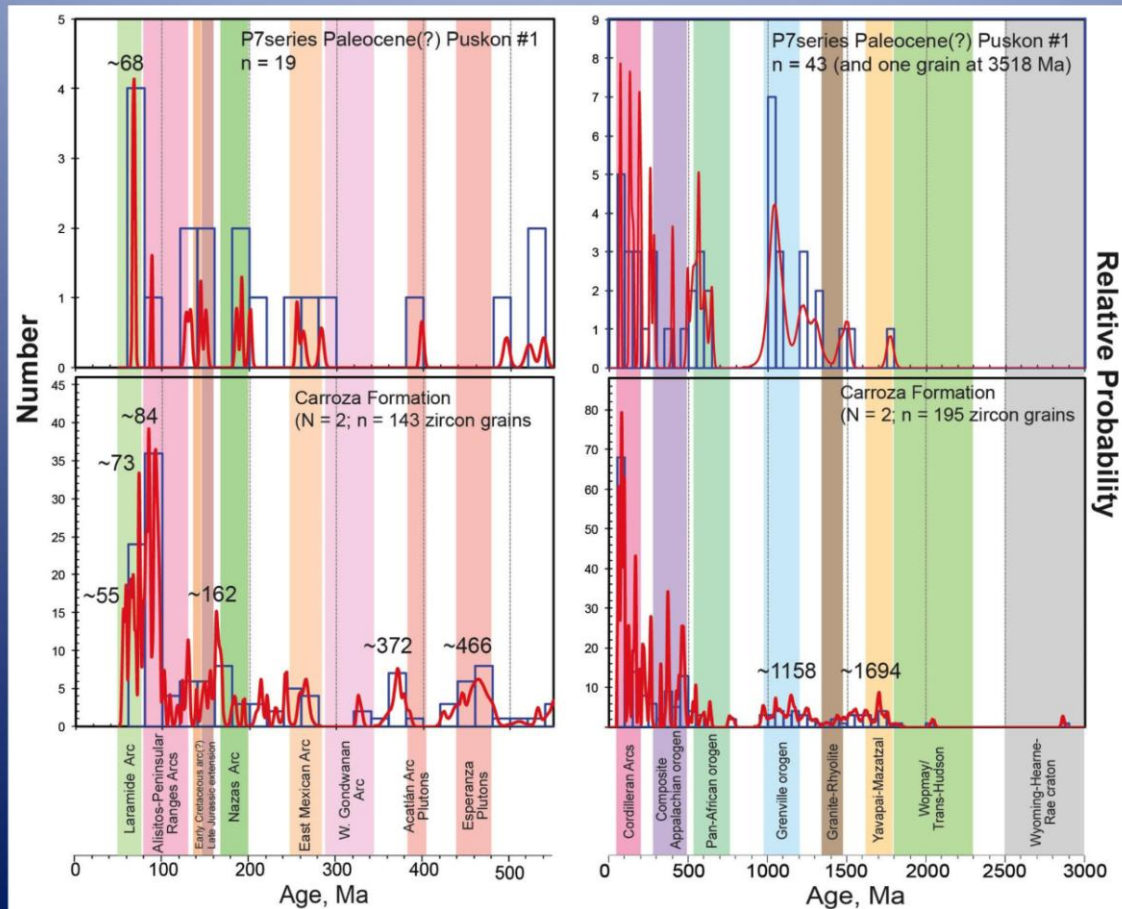 P7series Paleocene(?) Puskon #1
n = 19
~68
5
4
3
2
1
0
P7series Paleocene(?) Puskon #1
n = 43 (and one grain at 3518 Ma)
9
8
7
6
5
4
3
2
1
0
Number
Relative Probability
Carroza Formation
(N = 2; n = 143 zircon grains
~84
~73
~55
~162
~372
~466
45
40
35
30
25
20
15
10
5
0
Carroza Formation
(N = 2; n = 195 zircon grains
~1158
~1694
80
70
60
50
40
30
20
10
Laramide Arc
Alisitos-Peninsular
Ranges Arcs
Early Cretaceous arc(?)
Late Jurassic extension
Nazas Arc
East Mexican Arc
W. Gondwanan
Arc
Acatlán Arc
Plutons
Esperanza
Plutons
Cordilleran Arcs
Composite
Appalachian orogen
Pan-African orogen
Grenville orogen
Granite-Rhyolite
Yavapai-Mazatzal
Wopmay/
Trans-Hudson
Wyoming-Hearne-
Rae craton
0 100 200 300 400 500
Age, Ma
0 500 1000 1500 2000 2500 3000
Age, Ma